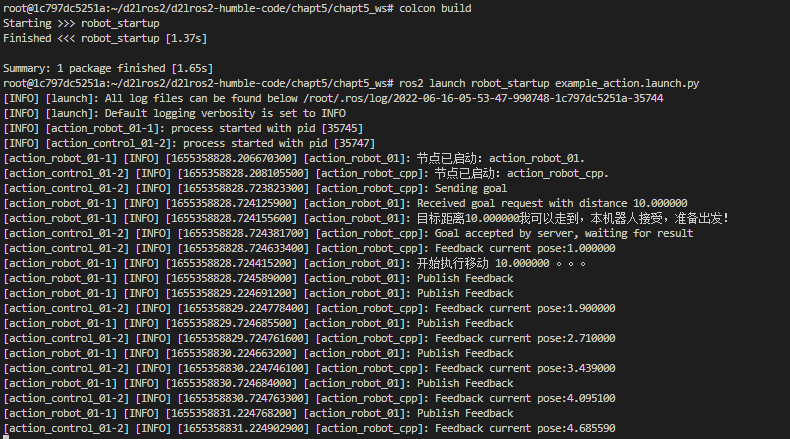 root@1c797dc5251a:~/d2lros2/d2lros2-humble-code/chapt5/chapt5_ws# colcon build
Starting >>> robot_startup
Finished <<< robot_startup [1.37s]
Summary: 1 package finished [1.65s]
root@1c797dc5251a:~/d2lros2/d2lros2-humble-code/chapt5/chapt5_ws# ros2 launch robot_startup example_action.launch.py
[INFO] [launch]: All log files can be found below /root/.ros/log/2022-06-16-05-53-47-990748-1c797dc5251a-35744
[INFO] [launch]: Default logging verbosity is set to INFO
[INFO] [action_robot_01-1]: process started with pid [35745]
[INFO] [action_control_01-2]: process started with pid [35747]
[action_robot_01-1] [INFO] [1655358828.206670300] [action_robot_01]: 节点已启动: action_robot_01.
[action_control_01-2] [INFO] [1655358828.208105500] [action_robot_cpp]: 节点已启动: action_robot_cpp.
[action_control_01-2] [INFO] [1655358828.723823300] [action_robot_cpp]: Sending goal
[action_robot_01-1] [INFO] [1655358828.724125900] [action_robot_01]: Received goal request with distance 10.000000
[action_robot_01-1] [INFO] [1655358828.724155600] [action_robot_01]: 目标距离10.000000我可以走到，本机器人接受，准备出发！
[action_control_01-2] [INFO] [1655358828.724381700] [action_robot_cpp]: Goal accepted by server, waiting for result
[action_control_01-2] [INFO] [1655358828.724633400] [action_robot_cpp]: Feedback current pose:1.000000
[action_robot_01-1] [INFO] [1655358828.724415200] [action_robot_01]: 开始执行移动 10.000000 。。。
[action_robot_01-1] [INFO] [1655358828.724589000] [action_robot_01]: Publish Feedback
[action_robot_01-1] [INFO] [1655358829.224691200] [action_robot_01]: Publish Feedback
[action_control_01-2] [INFO] [1655358829.224778400] [action_robot_cpp]: Feedback current pose:1.900000
[action_robot_01-1] [INFO] [1655358829.724685500] [action_robot_01]: Publish Feedback
[action_control_01-2] [INFO] [1655358829.724761600] [action_robot_cpp]: Feedback current pose:2.710000
[action_robot_01-1] [INFO] [1655358830.224663200] [action_robot_01]: Publish Feedback
[action_control_01-2] [INFO] [1655358830.224746100] [action_robot_cpp]: Feedback current pose:3.439000
[action_robot_01-1] [INFO] [1655358830.724684000] [action_robot_01]: Publish Feedback
[action_control_01-2] [INFO] [1655358830.724763300] [action_robot_cpp]: Feedback current pose:4.095100
[action_robot_01-1] [INFO] [1655358831.224768200] [action_robot_01]: Publish Feedback
[action_control_01-2] [INFO] [1655358831.224902900] [action_robot_cpp]: Feedback current pose:4.685590